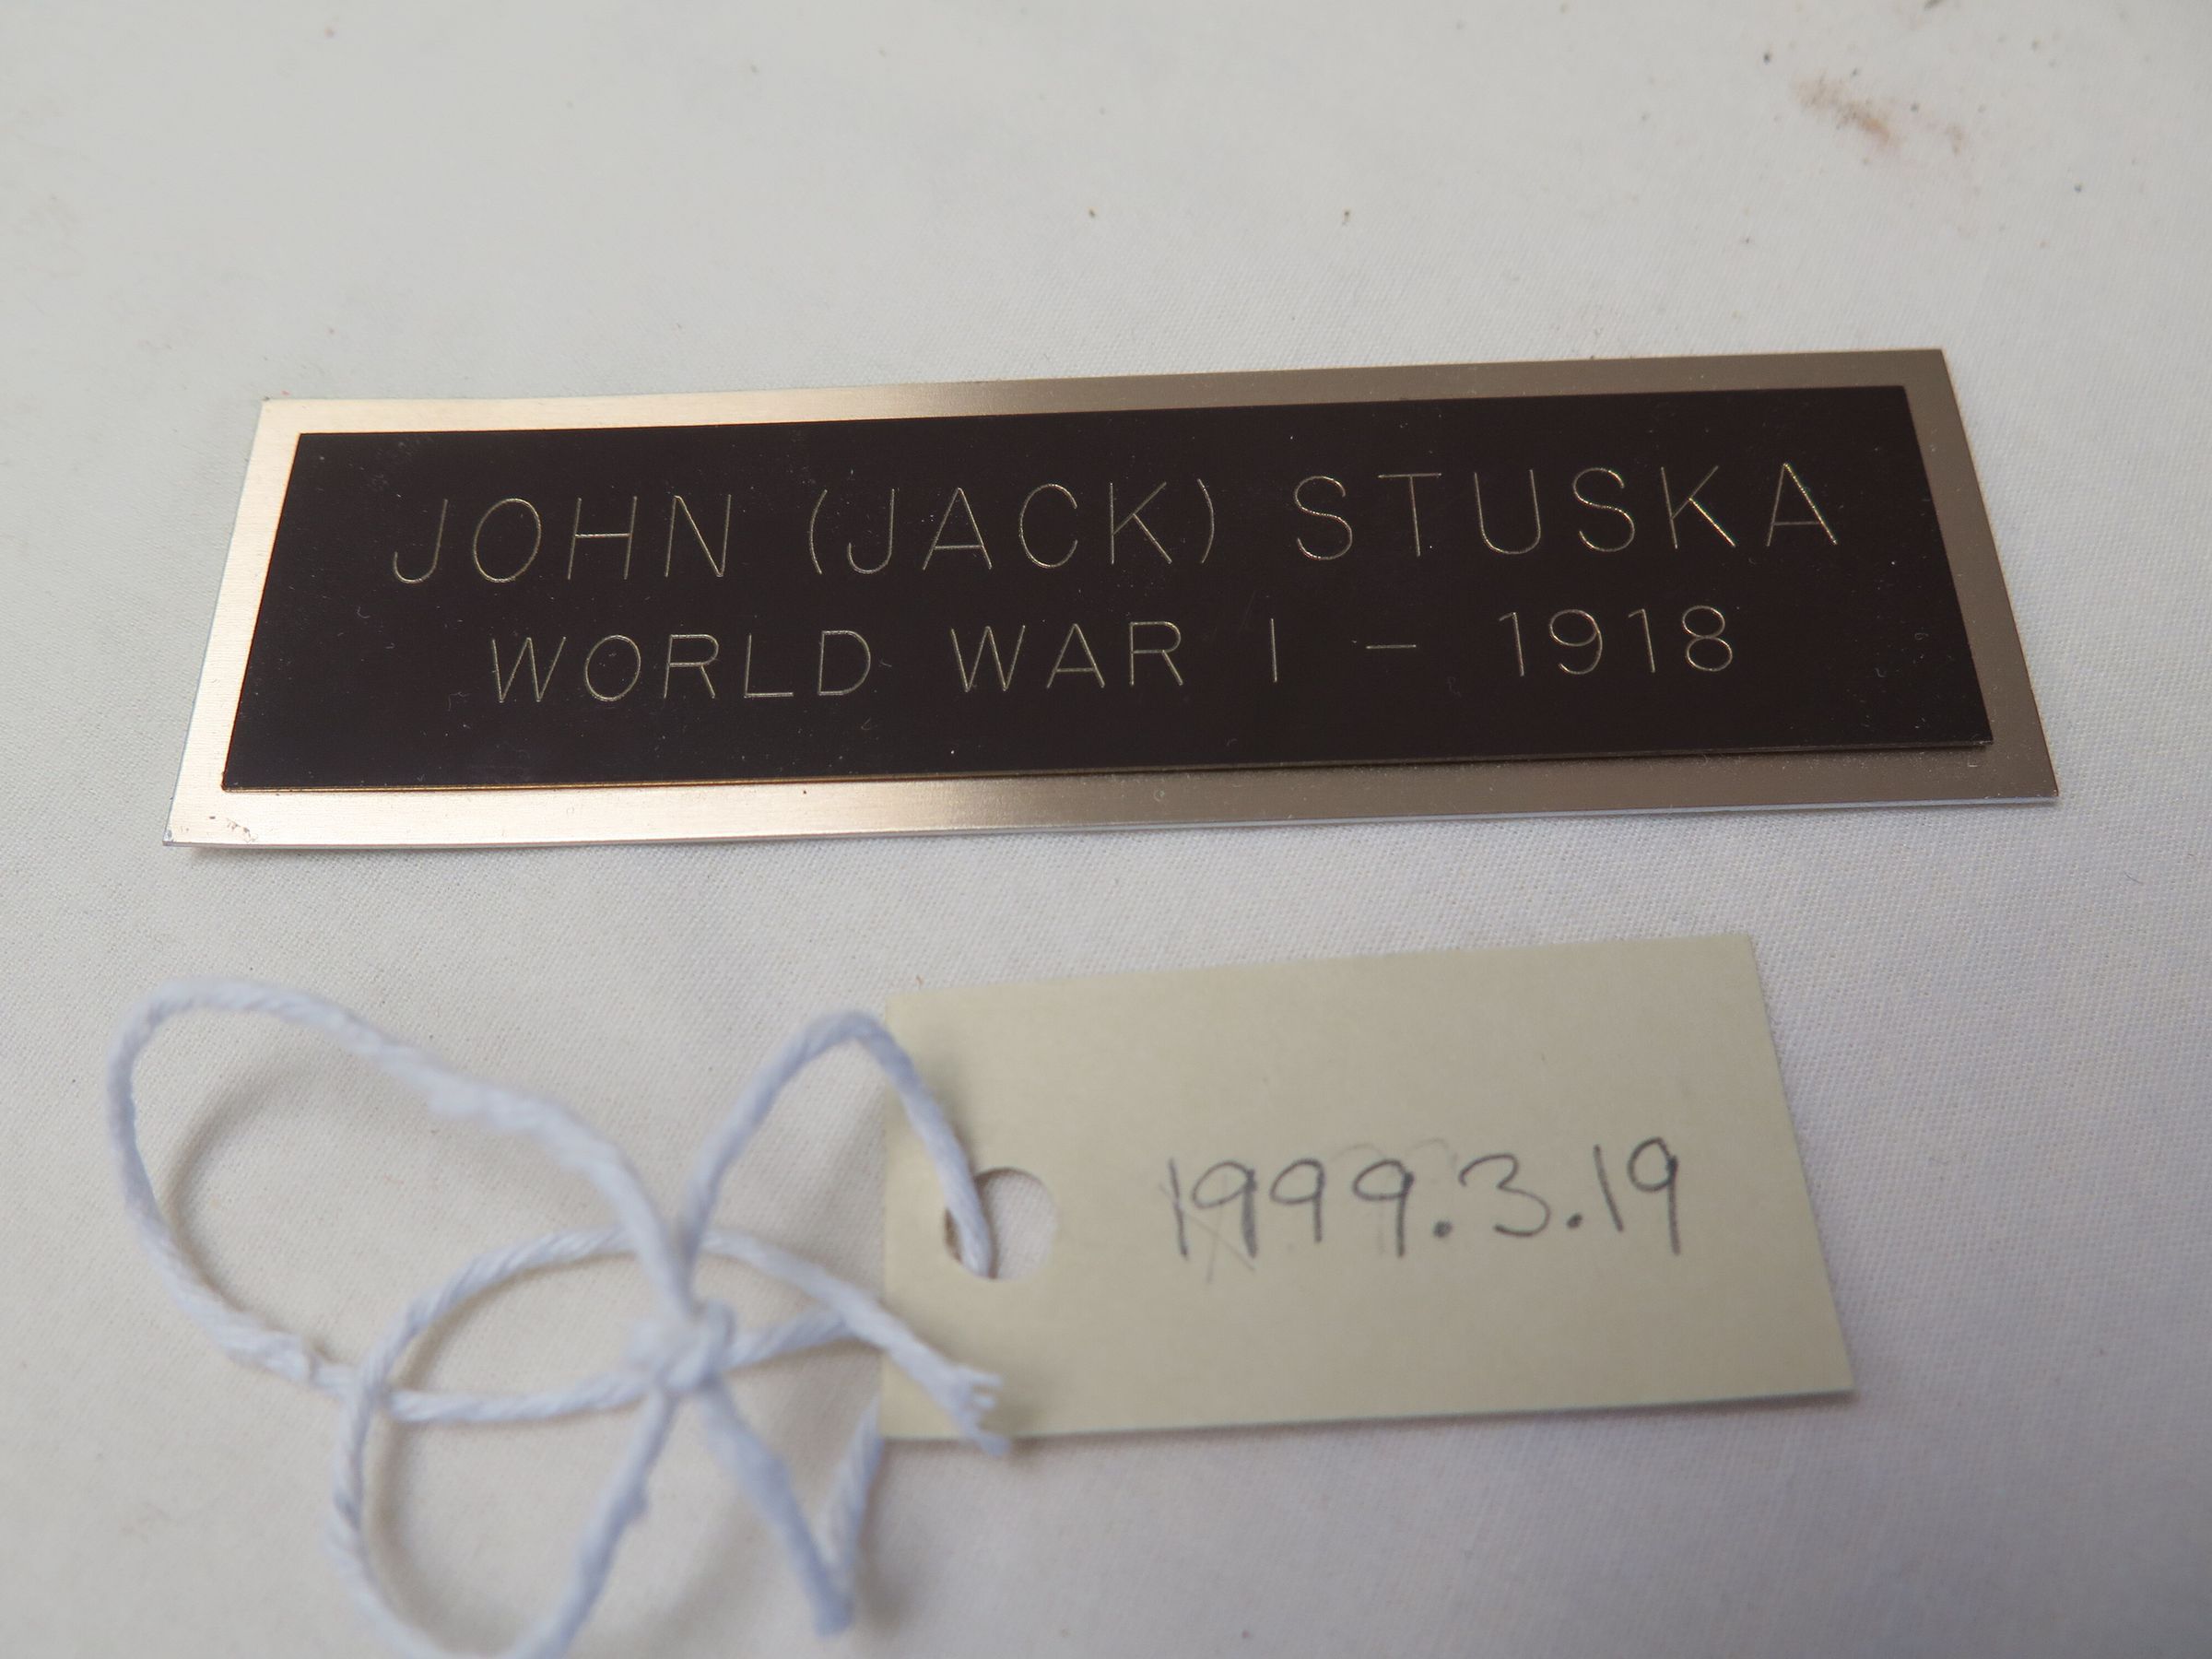 JOHN (JACK) STUSKA
WORLD WAR I – 1918
1999.3.19